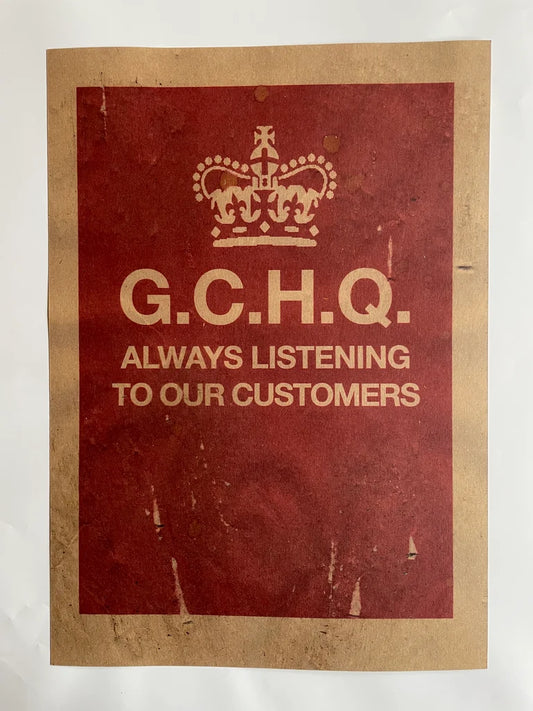 G.C.H.Q.
ALWAYS LISTENING
TO OUR CUSTOMERS